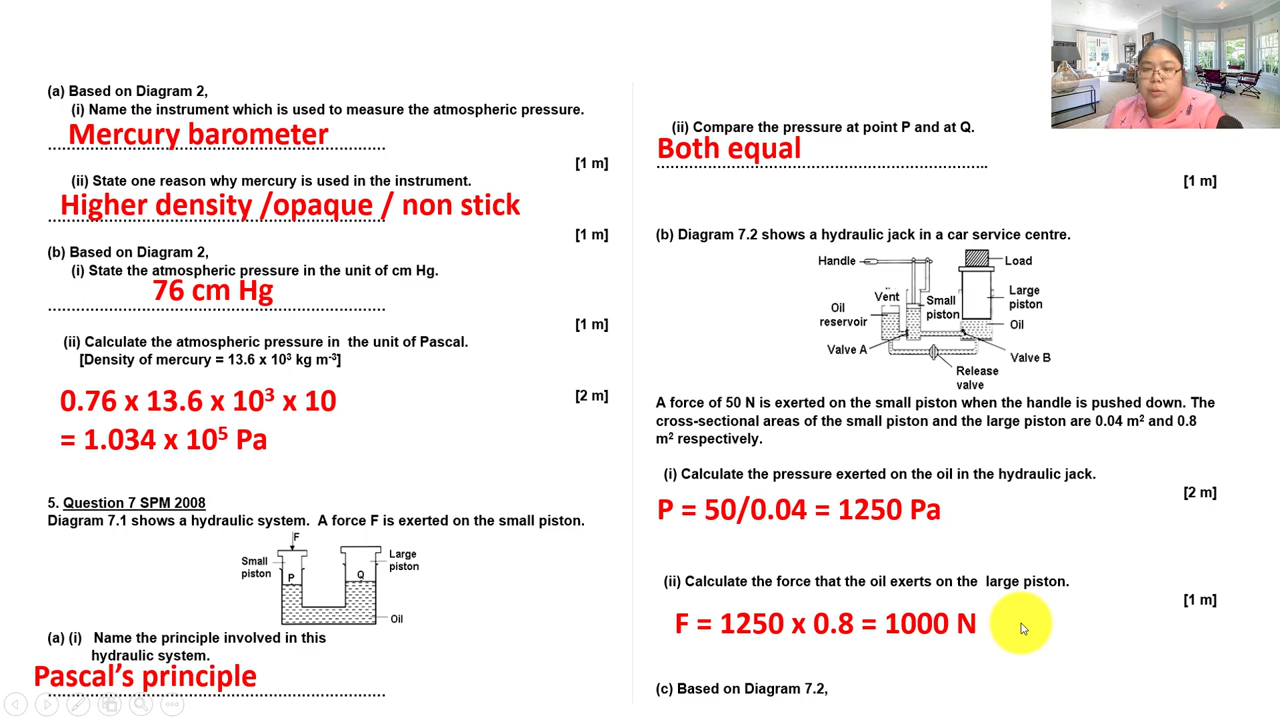 (a) Based on Diagram 2,
(i) Name the instrument which is used to measure the atmospheric pressure.
Mercury barometer
[1 m]
(ii) State one reason why mercury is used in the instrument.
Higher density /opaque / non stick
[1 m]
(b) Based on Diagram 2,
(i) State the atmospheric pressure in the unit of cm Hg.
76 cm Hg
[1 m]
(ii) Calculate the atmospheric pressure in the unit of Pascal.
[Density of mercury = 13.6 x 10³ kg m⁻³]
[2 m]
0.76 x 13.6 x 10³ x 10
= 1.034 x 10⁵ Pa
5. Question 7 SPM 2008
Diagram 7.1 shows a hydraulic system. A force F is exerted on the small piston.
F
Small
piston
P
Q
Large
piston
Oil
(a) (i) Name the principle involved in this
hydraulic system.
Pascal's principle
(ii) Compare the pressure at point P and at Q.
Both equal
[1 m]
(b) Diagram 7.2 shows a hydraulic jack in a car service centre.
Handle
Load
Vent
Small
piston
Large
piston
Oil
reservoir
Oil
Valve A
Valve B
Release
valve
A force of 50 N is exerted on the small piston when the handle is pushed down. The
cross-sectional areas of the small piston and the large piston are 0.04 m² and 0.8
m² respectively.
(i) Calculate the pressure exerted on the oil in the hydraulic jack.
[2 m]
P = 50/0.04 = 1250 Pa
(ii) Calculate the force that the oil exerts on the large piston.
[1 m]
F = 1250 x 0.8 = 1000 N
(c) Based on Diagram 7.2,